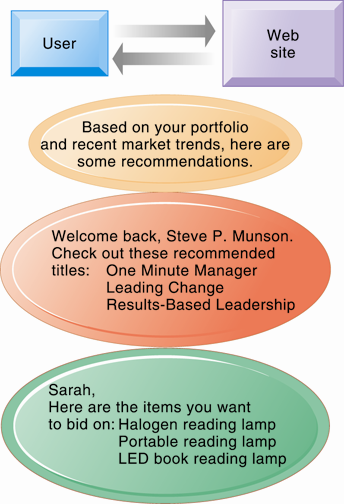 User
Web
site
Based on your portfolio
and recent market trends, here are
some recommendations.
Welcome back, Steve P. Munson.
Check out these recommended
titles: One Minute Manager
Leading Change
Results-Based Leadership
Sarah,
Here are the items you want
to bid on: Halogen reading lamp
Portable reading lamp
LED book reading lamp